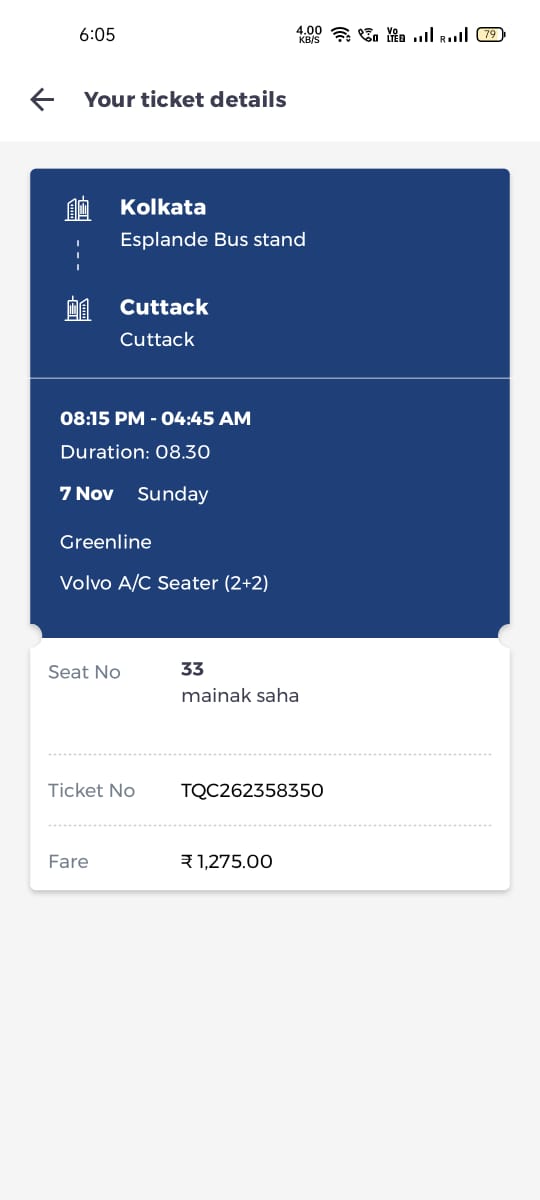 6:05 4.00 KB/S Vo LTE2 R 79
Your ticket details
Kolkata
Esplande Bus stand
Cuttack
Cuttack
08:15 PM - 04:45 AM
Duration: 08.30
7 Nov Sunday
Greenline
Volvo A/C Seater (2+2)
Seat No 33
mainak saha
Ticket No TQC262358350
Fare ₹ 1,275.00